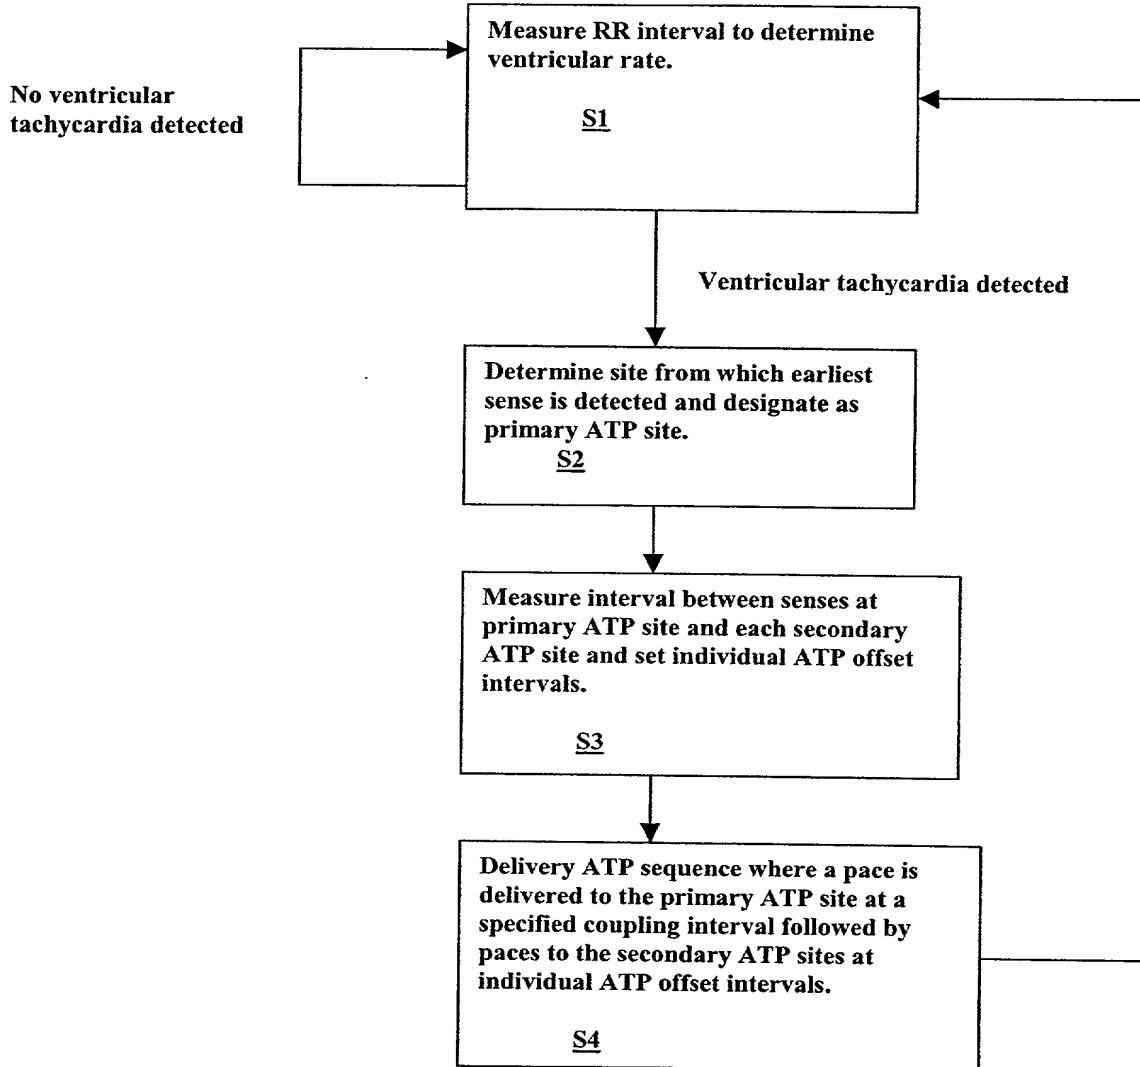 Measure RR interval to determine
ventricular rate.
S1
No ventricular
tachycardia detected
Ventricular tachycardia detected
Determine site from which earliest
sense is detected and designate as
primary ATP site.
S2
Measure interval between senses at
primary ATP site and each secondary
ATP site and set individual ATP offset
intervals.
S3
Delivery ATP sequence where a pace is
delivered to the primary ATP site at a
specified coupling interval followed by
paces to the secondary ATP sites at
individual ATP offset intervals.
S4